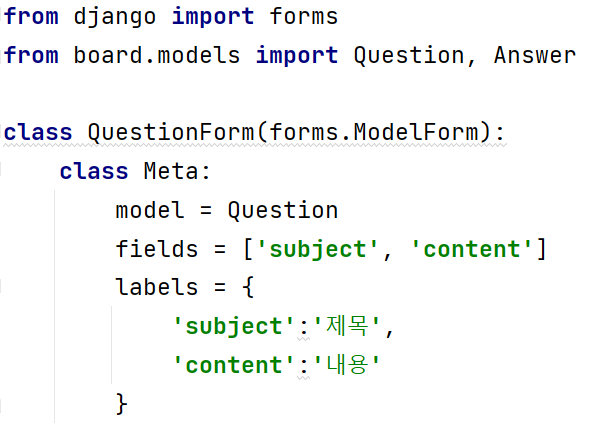 from django import forms
from board.models import Question, Answer
class QuestionForm(forms.ModelForm):
class Meta:
model = Question
fields = ['subject', 'content']
labels = {
'subject':'제목',
'content':'내용'
}